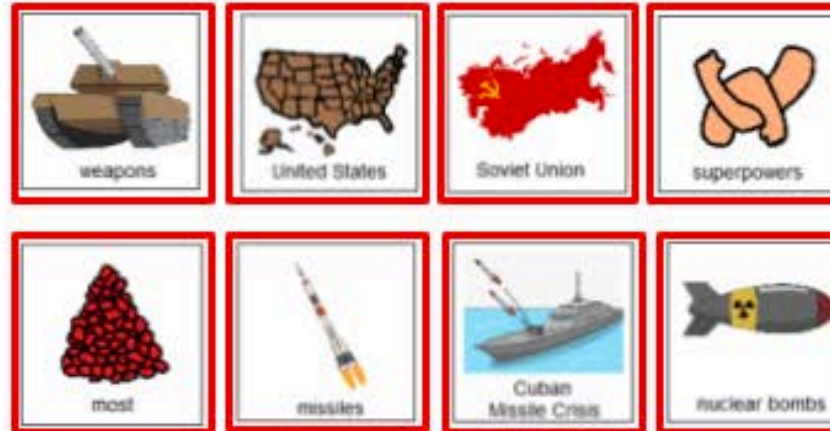 weapons
United States
Soviet Union
superpowers
most
missiles
Cuban
Missile Crisis
nuclear bombs